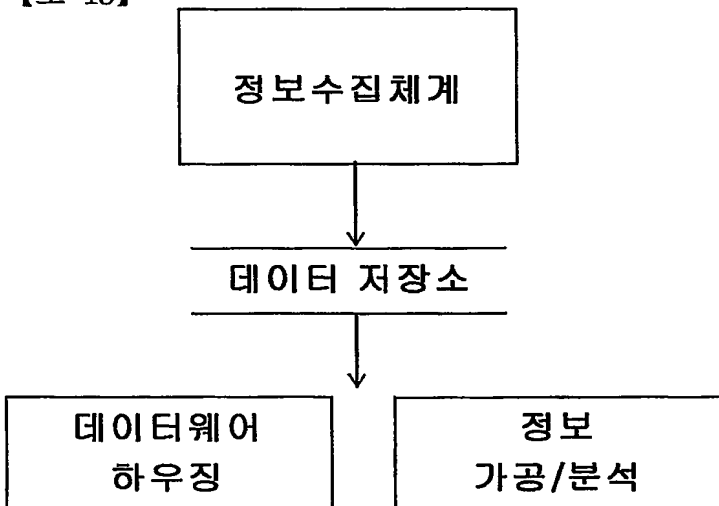 정보수집체계
데이터 저장소
데이터웨어
하우징
정보
가공/분석